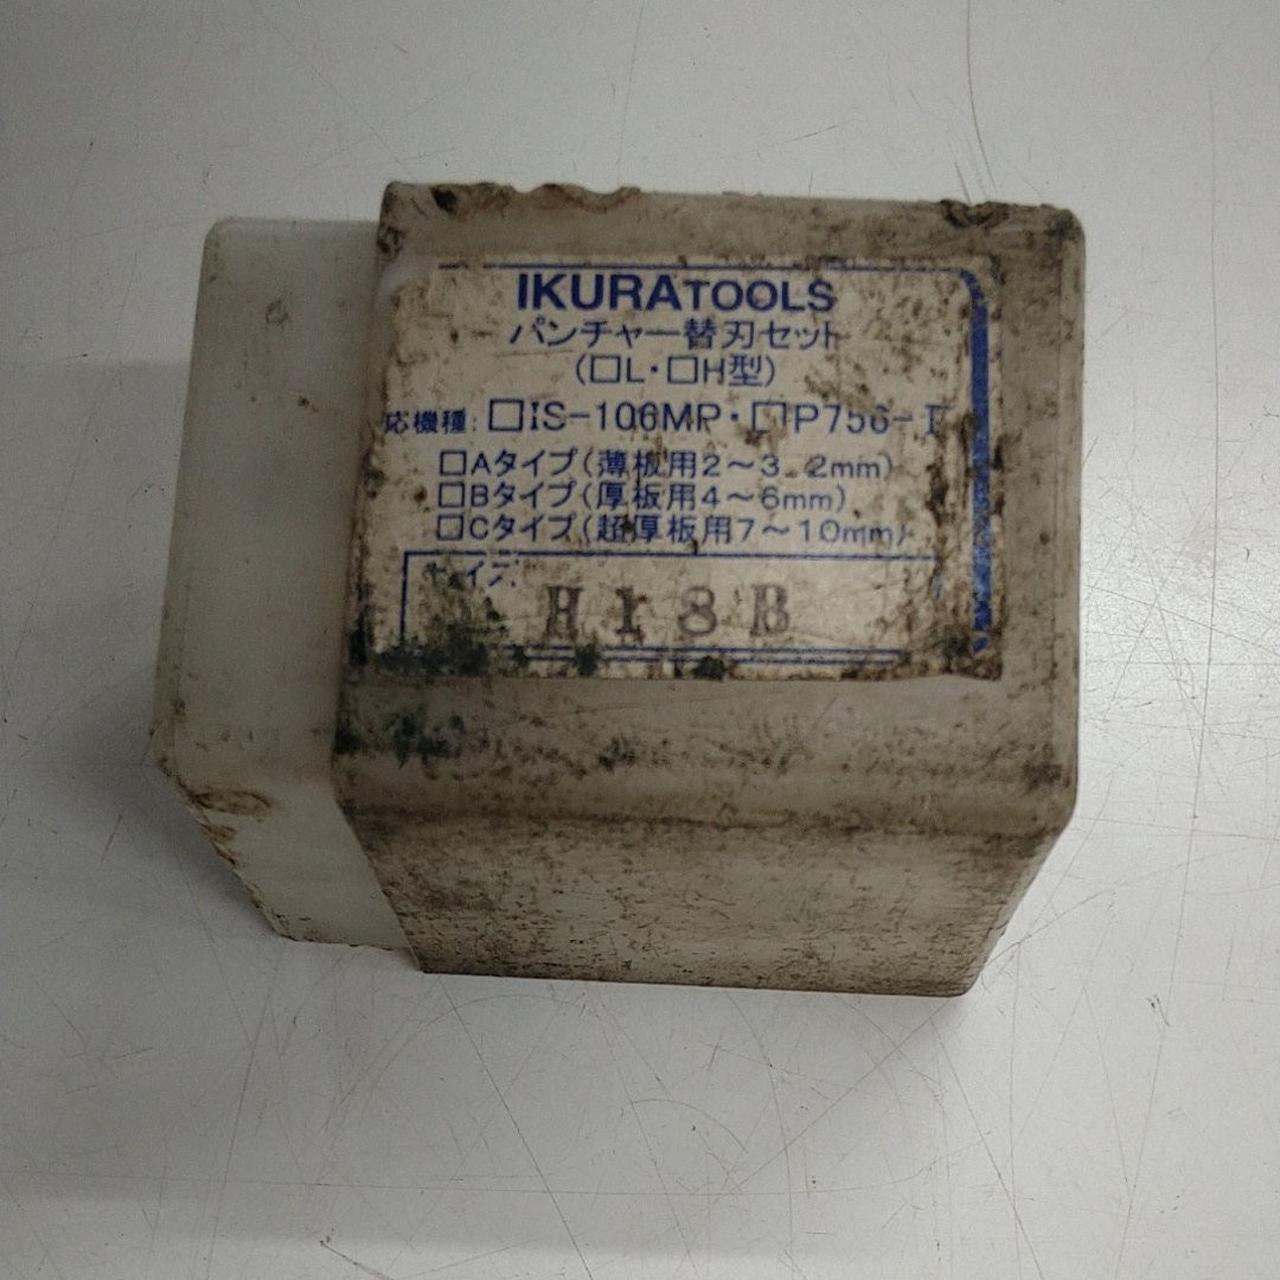 IKURATOOLS
パンチャー替刃セット
(□L・□H型)
応機種:□IS-106MP・□P756-
□Aタイプ(薄板用2～3.2mm)
□Bタイプ(厚板用4～6mm)
□Cタイプ(超厚板用7～10mm)
イズ
H18B